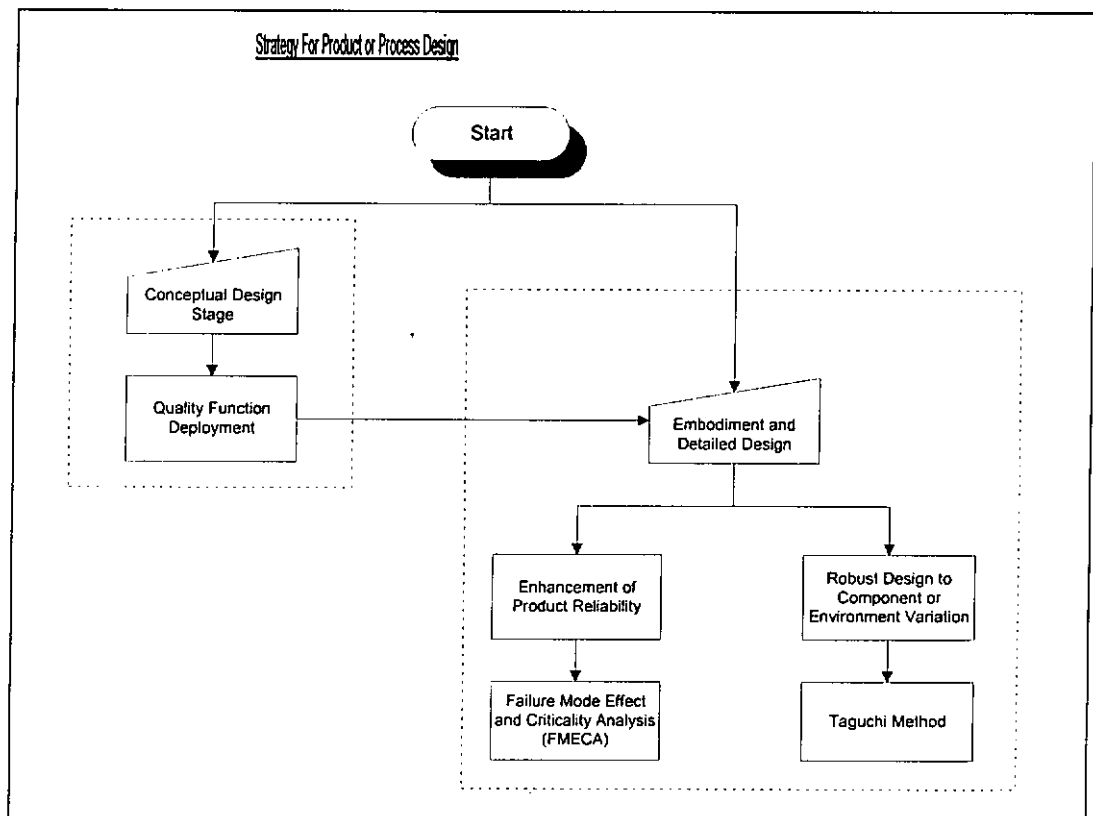 Strategy For Product or Process Design
Start
Conceptual Design
Stage
Quality Function
Deployment
Embodiment and
Detailed Design
Enhancement of
Product Reliability
Robust Design to
Component or
Environment Variation
Failure Mode Effect
and Criticality Analysis
(FMECA)
Taguchi Method